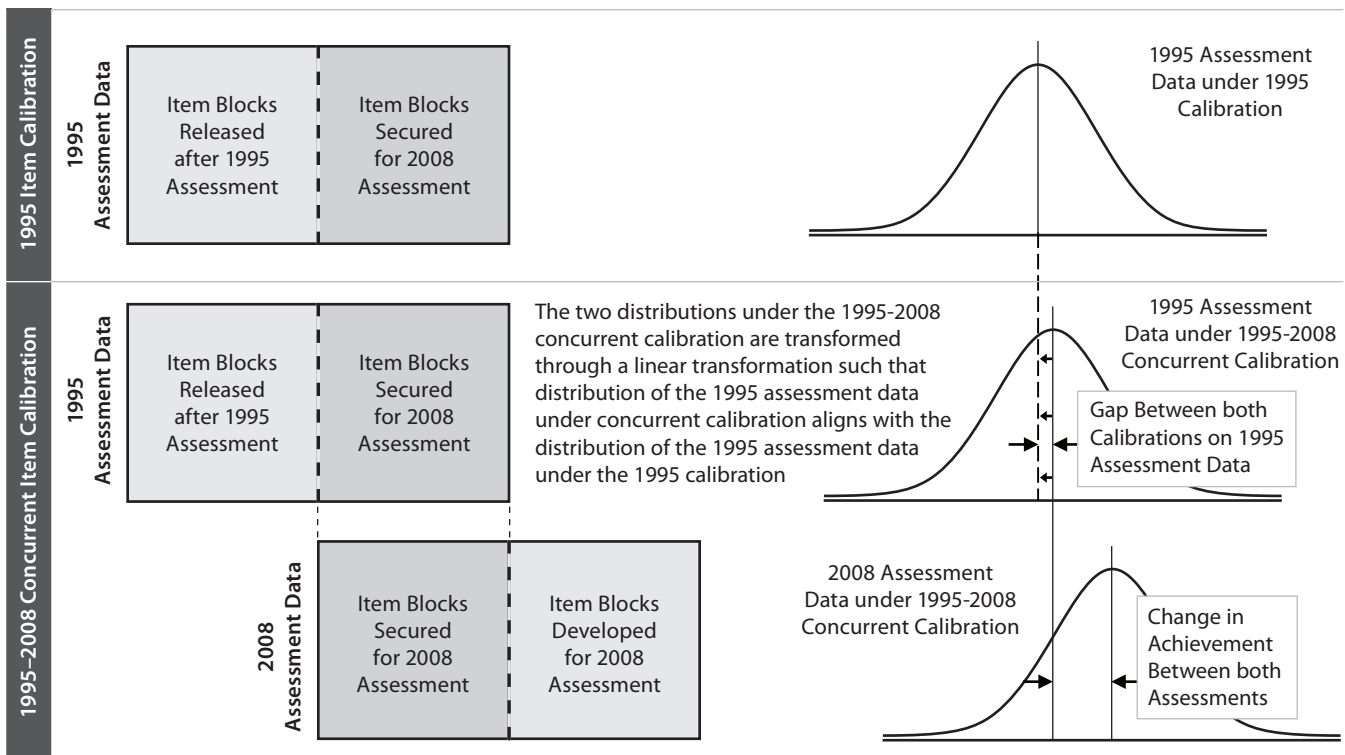 1995 Item Calibration
1995
Assessment Data
Item Blocks
Released
after 1995
Assessment
Item Blocks
Secured
for 2008
Assessment
1995 Assessment
Data under 1995
Calibration
1995–2008 Concurrent Item Calibration
1995
Assessment Data
Item Blocks
Released
after 1995
Assessment
Item Blocks
Secured
for 2008
Assessment
The two distributions under the 1995-2008
concurrent calibration are transformed
through a linear transformation such that
distribution of the 1995 assessment data
under concurrent calibration aligns with the
distribution of the 1995 assessment data
under the 1995 calibration
1995 Assessment
Data under 1995-2008
Concurrent Calibration
Gap Between both
Calibrations on 1995
Assessment Data
2008
Assessment Data
Item Blocks
Secured
for 2008
Assessment
Item Blocks
Developed
for 2008
Assessment
2008 Assessment
Data under 1995-2008
Concurrent Calibration
Change in
Achievement
Between both
Assessments